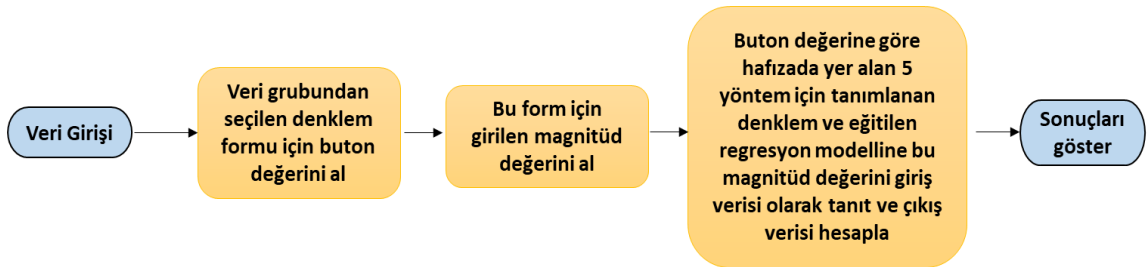 Veri Girişi
Veri grubundan
seçilen denklem
formu için buton
değerini al
Bu form için
girilen magnitüd
değerini al
Buton değerine göre
hafızada yer alan 5
yöntem için tanımlanan
denklem ve eğitilen
regresyon modelline bu
magnitüd değerini giriş
verisi olarak tanıt ve çıkış
verisi hesapla
Sonuçları
göster